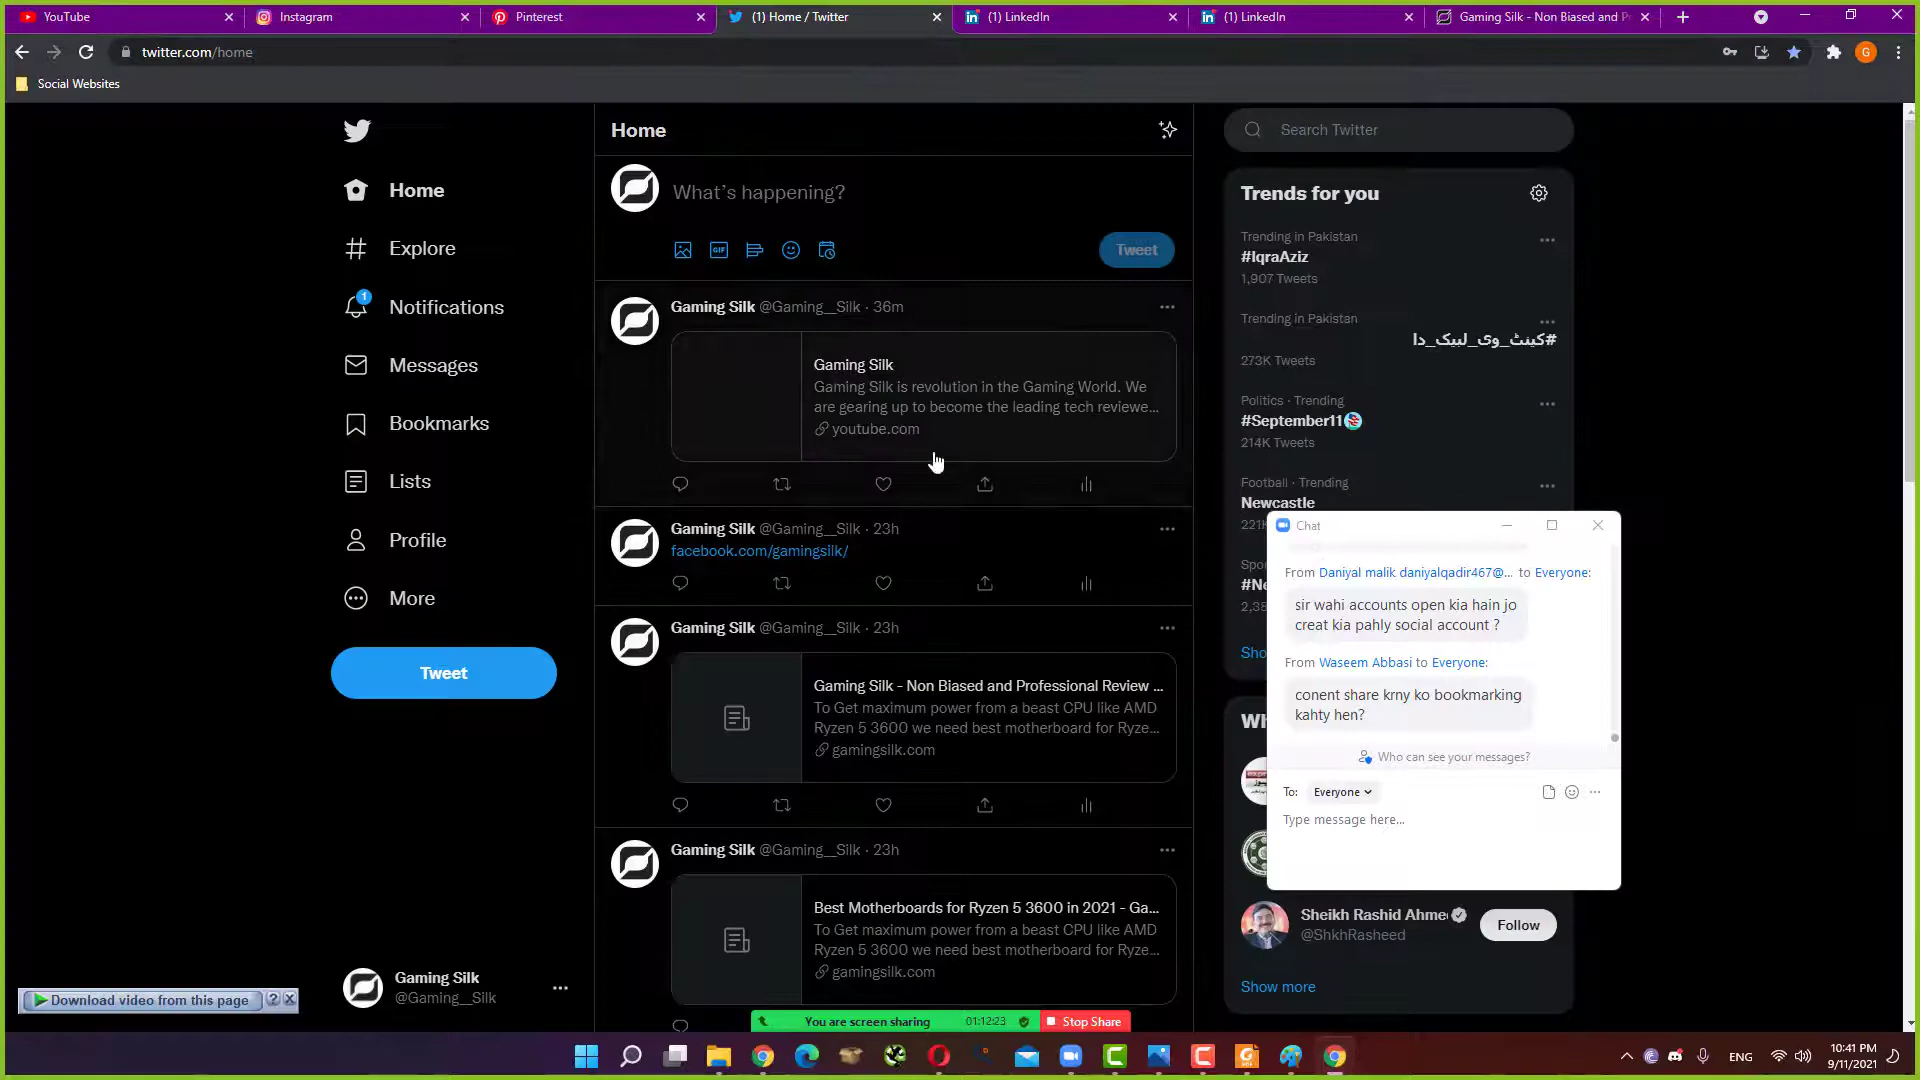 YouTube
Instagram
Pinterest
(1) Home / Twitter
(1) LinkedIn
(1) LinkedIn
Gaming Silk - Non Biased and P
G
twitter.com/home
Social Websites
Home
Explore
1
Notifications
Messages
Bookmarks
Lists
Profile
More
Tweet
Gaming Silk
@Gaming__Silk
Download video from this page
Home
What's happening?
GIF
Tweet
Gaming Silk @Gaming__Silk · 36m
Gaming Silk
Gaming Silk is revolution in the Gaming World. We
are gearing up to become the leading tech reviewe...
youtube.com
Gaming Silk @Gaming__Silk · 23h
facebook.com/gamingsilk/
Gaming Silk @Gaming__Silk · 23h
Gaming Silk - Non Biased and Professional Review ...
To Get maximum power from a beast CPU like AMD
Ryzen 5 3600 we need best motherboard for Ryze...
gamingsilk.com
Gaming Silk @Gaming__Silk · 23h
Best Motherboards for Ryzen 5 3600 in 2021 - Ga...
To Get maximum power from a beast CPU like AMD
Ryzen 5 3600 we need best motherboard for Ryze...
gamingsilk.com
Search Twitter
Trends for you
Trending in Pakistan
#IqraAziz
1,907 Tweets
Trending in Pakistan
#کینٹ_وی_لبیک_دا
273K Tweets
Politics · Trending
#September11
214K Tweets
Football · Trending
Newcastle
221K
Spo
#Ne
2,38
Sho
Wh
Chat
From Daniyal malik daniyalqadir467@... to Everyone:
sir wahi accounts open kia hain jo
creat kia pahly social account ?
From Waseem Abbasi to Everyone:
conent share krny ko bookmarking
kahty hen?
Who can see your messages?
To: Everyone
Type message here...
Sheikh Rashid Ahme
@ShkhRasheed
Follow
Show more
You are screen sharing
01:12:23
Stop Share
ENG
10:41 PM
9/11/2021